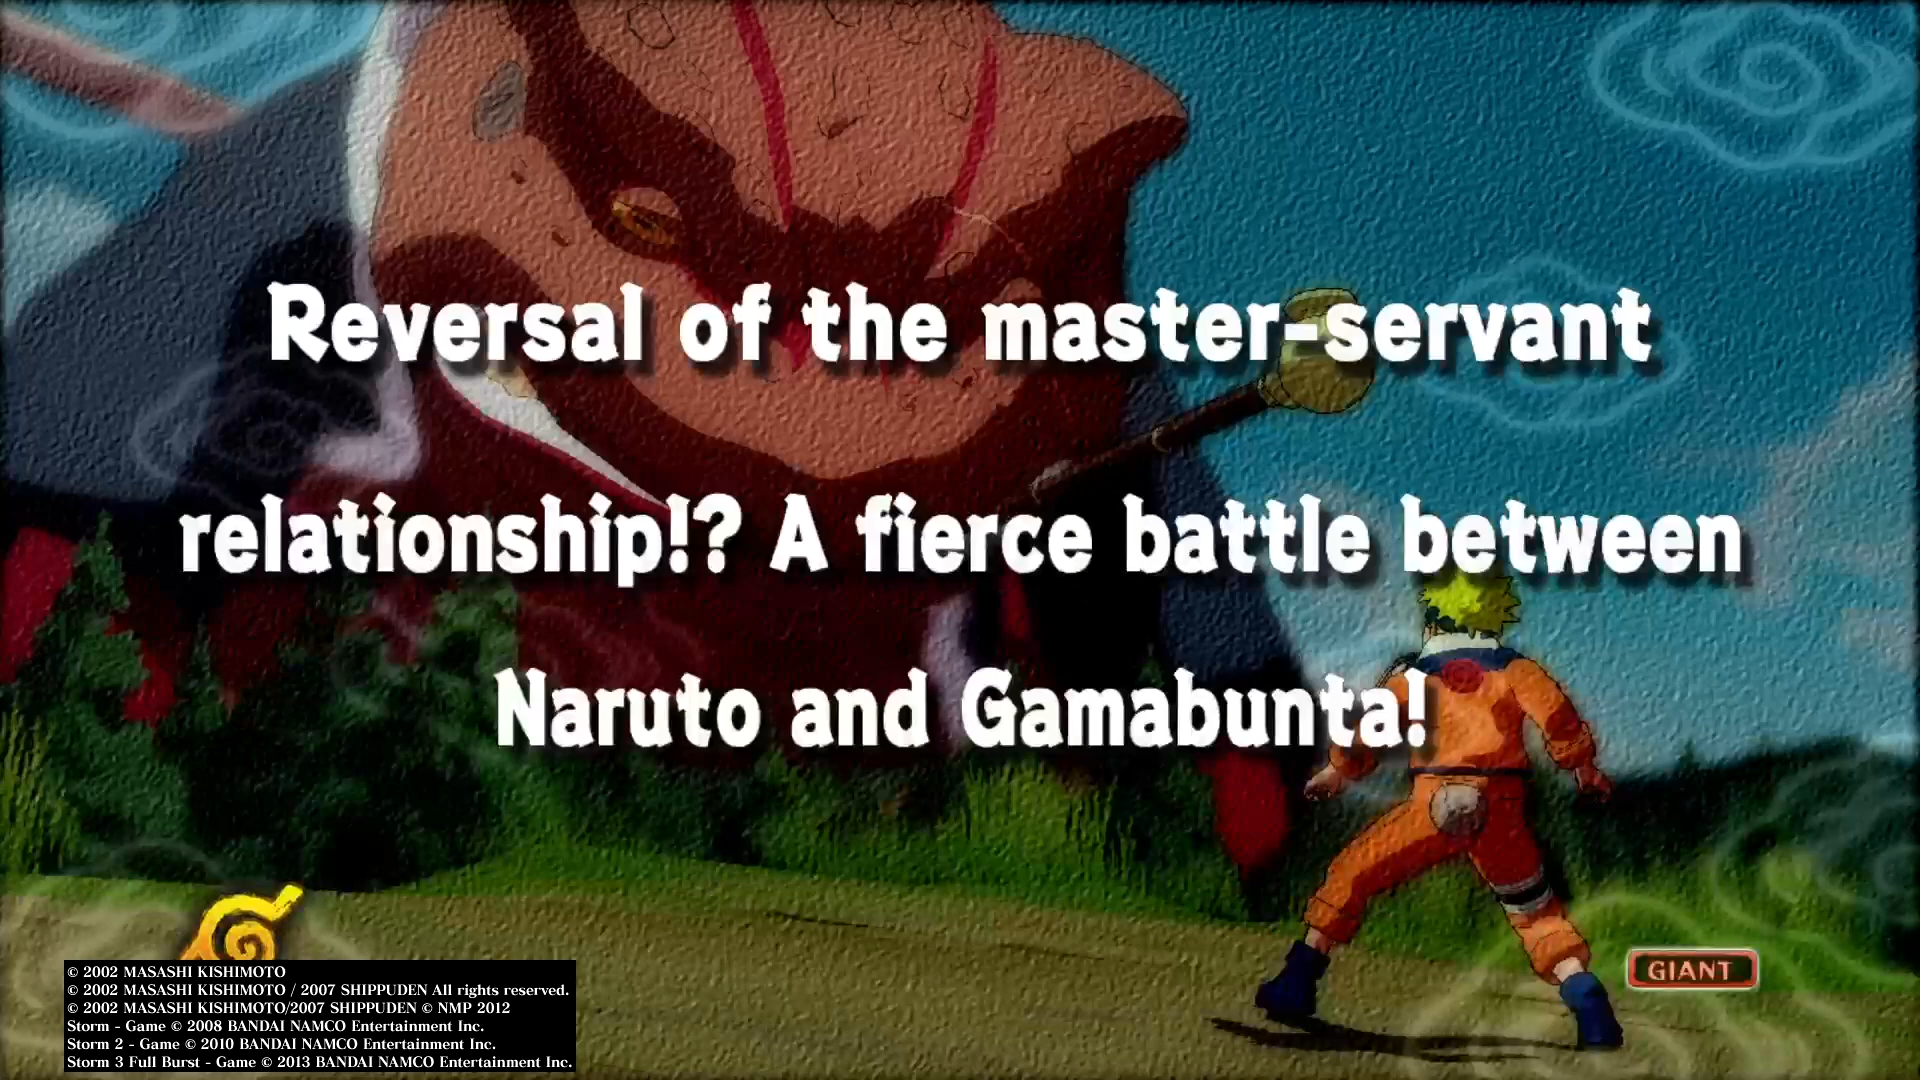 Reversal of the master-servant
relationship!? A fierce battle between
Naruto and Gamabunta!
GIANT
© 2002 MASASHI KISHIMOTO
© 2002 MASASHI KISHIMOTO / 2007 SHIPPUDEN All rights reserved.
© 2002 MASASHI KISHIMOTO/2007 SHIPPUDEN © NMP 2012
Storm - Game © 2008 BANDAI NAMCO Entertainment Inc.
Storm 2 - Game © 2010 BANDAI NAMCO Entertainment Inc.
Storm 3 Full Burst - Game © 2013 BANDAI NAMCO Entertainment Inc.